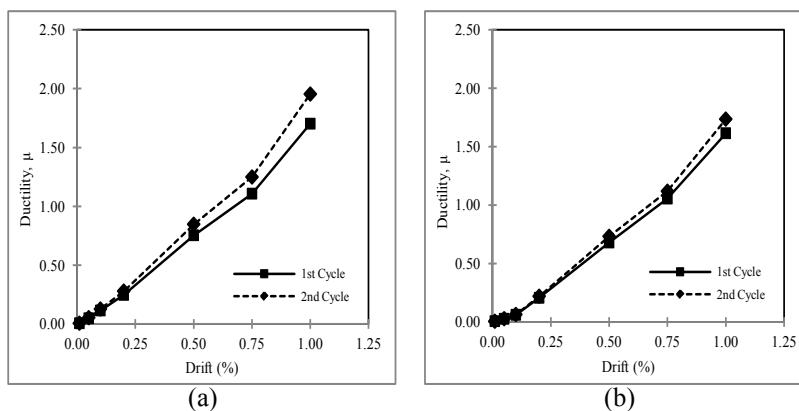 2.50
2.00
1.50
1.00
0.50
0.00
Ductility, μ
1st Cycle
2nd Cycle
0.00 0.25 0.50 0.75 1.00 1.25
Drift (%)
(a)
2.50
2.00
1.50
1.00
0.50
0.00
Ductility, μ
1st Cycle
2nd Cycle
0.00 0.25 0.50 0.75 1.00 1.25
Drift (%)
(b)